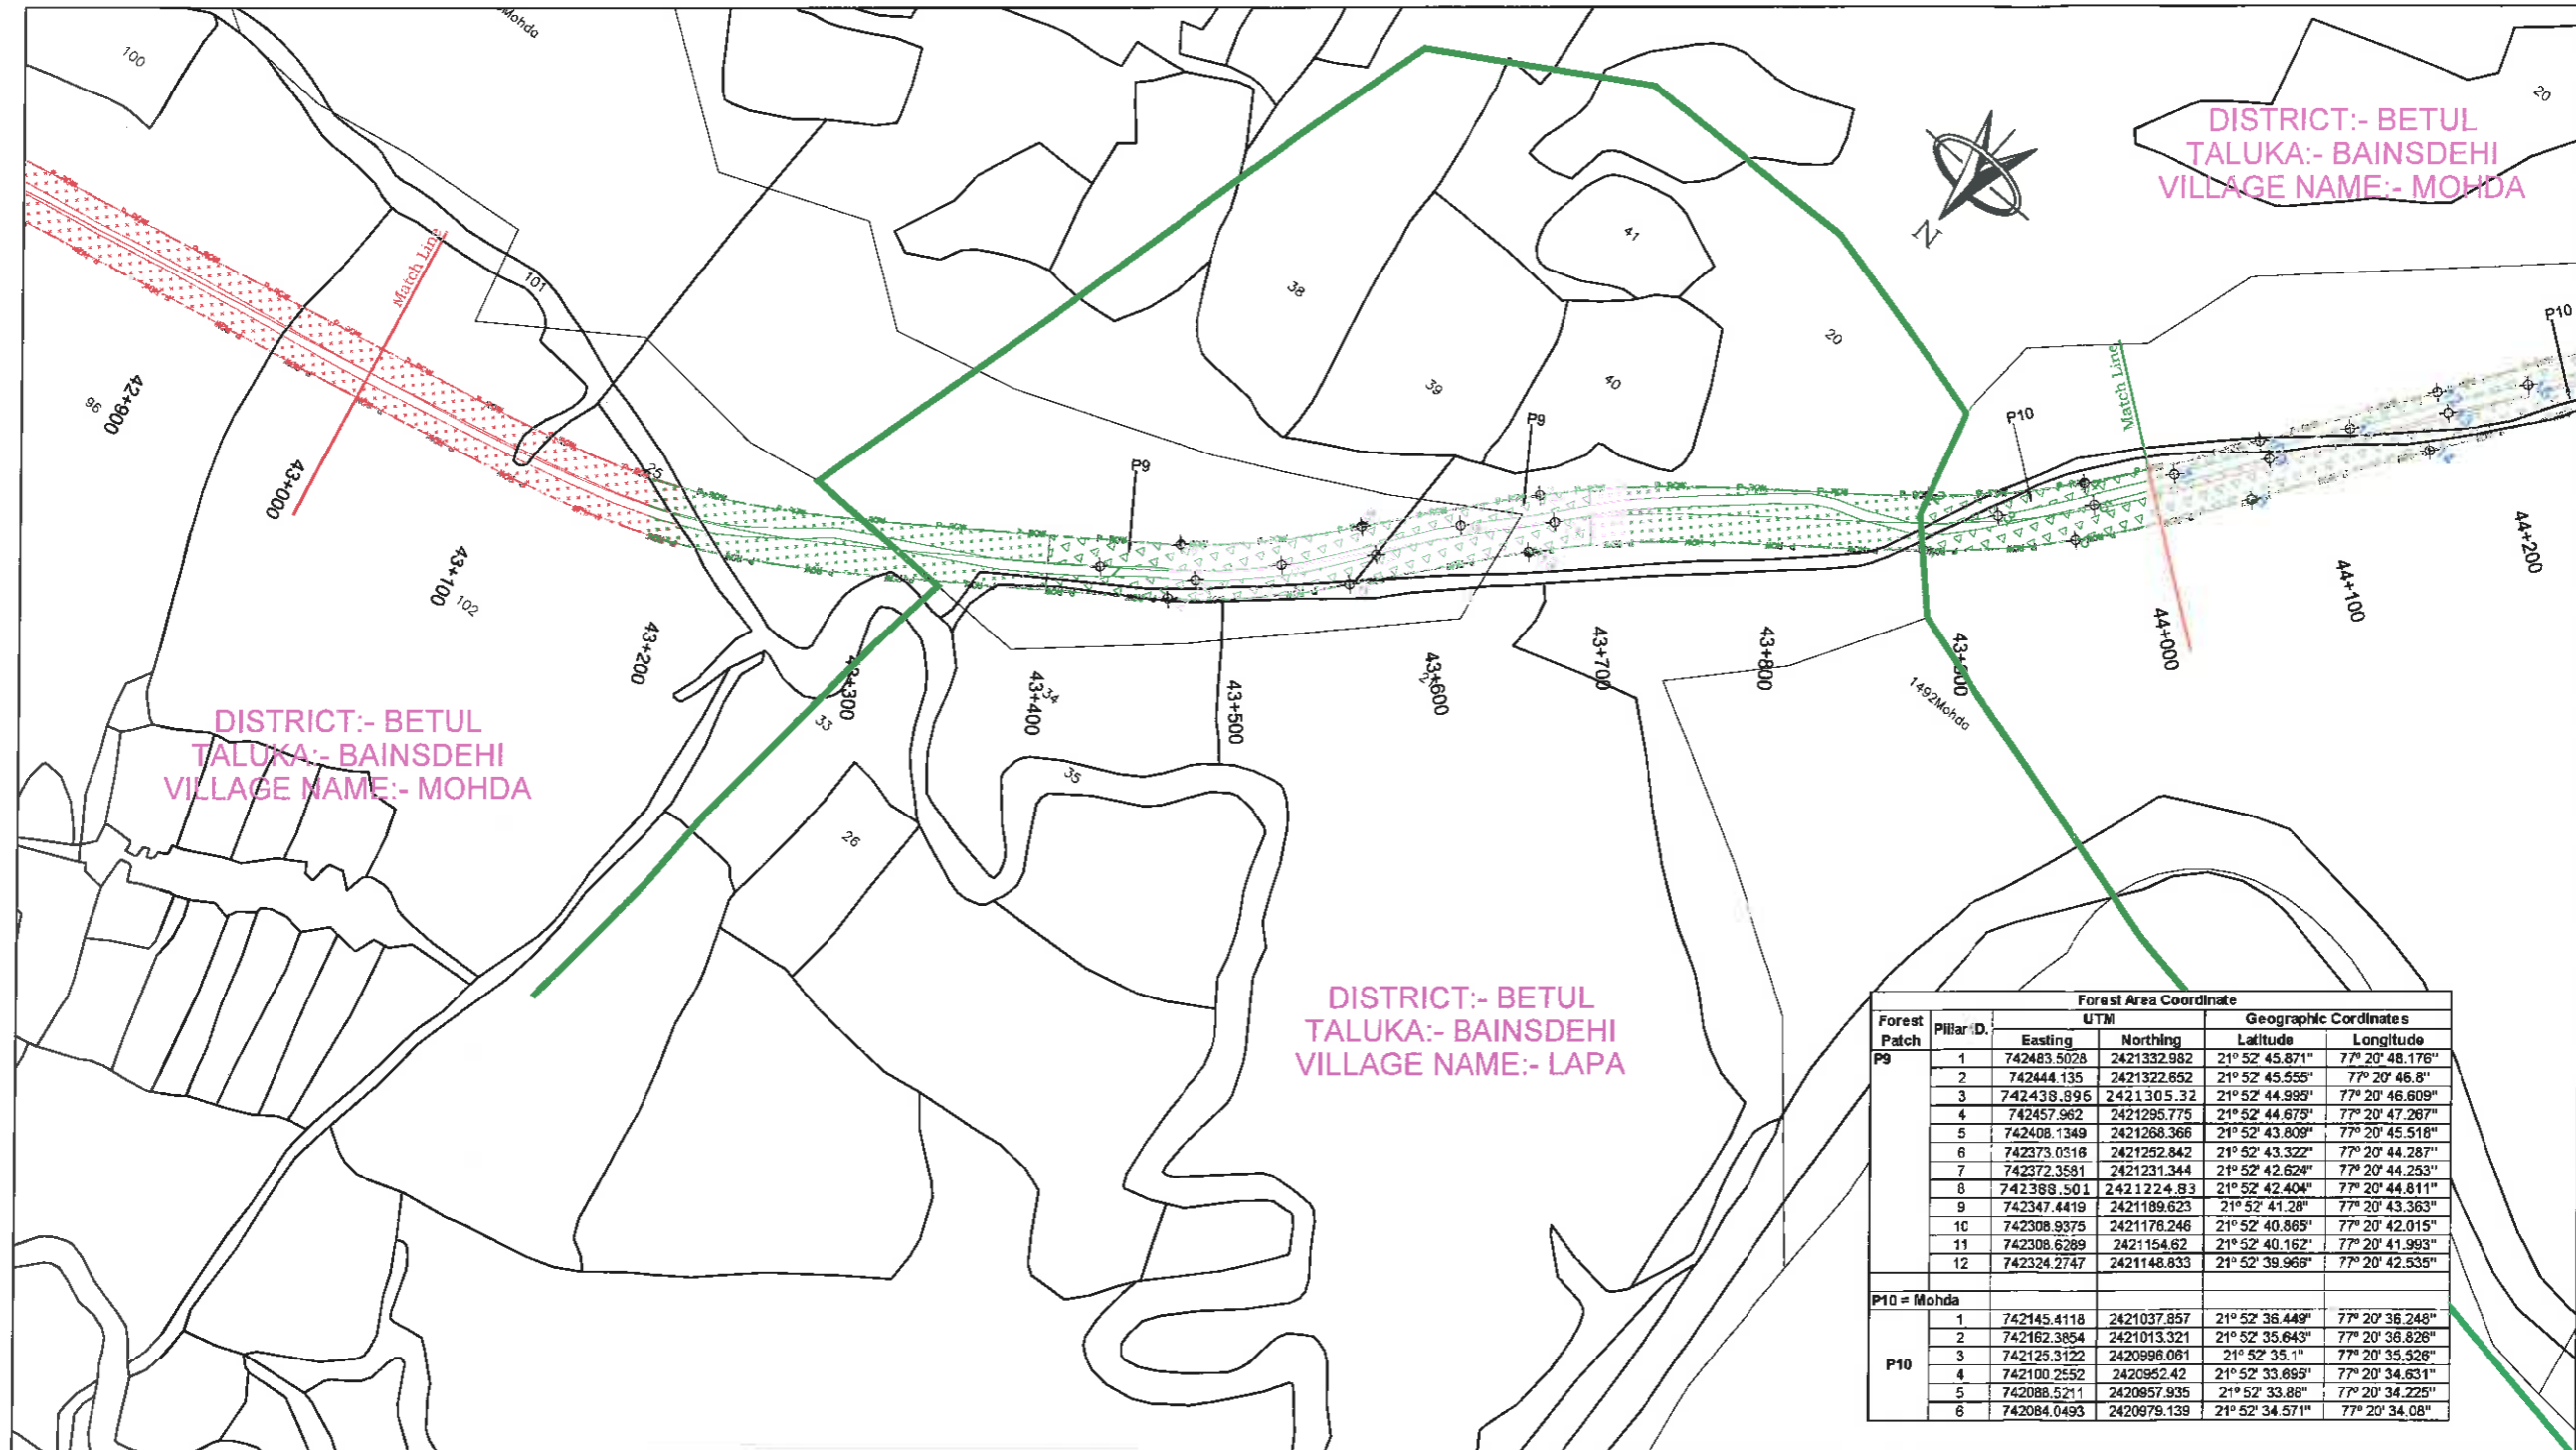 Mohda
100
DISTRICT:- BETUL
TALUKA:- BAINSDEHI
VILLAGE NAME:- MOHDA
20
N
Match Line
101
38
41
20
39
40
P9
P9
P10
P10
Match Line
25
96
42+900
43+000
43+100
102
43+200
33
34
43+400
43+500
43+600
43+700
43+800
1492Mohda
44+000
44+100
44+200
35
26
DISTRICT:- BETUL
TALUKA:- BAINSDEHI
VILLAGE NAME:- MOHDA
DISTRICT:- BETUL
TALUKA:- BAINSDEHI
VILLAGE NAME:- LAPA
Forest Area Coordinate
Forest Patch Pillar ID. UTM Geographic Cordinates
Easting Northing Latitude Longitude
P9 1 742483.5028 2421332.982 21° 52' 45.871" 77° 20' 48.176"
2 742444.135 2421322.652 21° 52' 45.555" 77° 20' 46.8"
3 742438.896 2421305.32 21° 52' 44.995" 77° 20' 46.609"
4 742457.962 2421295.775 21° 52' 44.675" 77° 20' 47.267"
5 742408.1349 2421268.366 21° 52' 43.809" 77° 20' 45.518"
6 742373.0316 2421252.842 21° 52' 43.322" 77° 20' 44.287"
7 742372.3581 2421231.344 21° 52' 42.624" 77° 20' 44.253"
8 742388.501 2421224.83 21° 52' 42.404" 77° 20' 44.811"
9 742347.4419 2421189.623 21° 52' 41.28" 77° 20' 43.363"
10 742308.9375 2421176.246 21° 52' 40.865" 77° 20' 42.015"
11 742308.6289 2421154.62 21° 52' 40.162" 77° 20' 41.993"
12 742324.2747 2421148.833 21° 52' 39.966" 77° 20' 42.535"
P10 = Mohda
P10 1 742145.4118 2421037.857 21° 52' 36.449" 77° 20' 36.248"
2 742162.3854 2421013.321 21° 52' 35.643" 77° 20' 36.826"
3 742125.3122 2420996.061 21° 52' 35.1" 77° 20' 35.526"
4 742100.2552 2420952.42 21° 52' 33.695" 77° 20' 34.631"
5 742088.5211 2420957.935 21° 52' 33.88" 77° 20' 34.225"
6 742084.0493 2420979.139 21° 52' 34.571" 77° 20' 34.08"